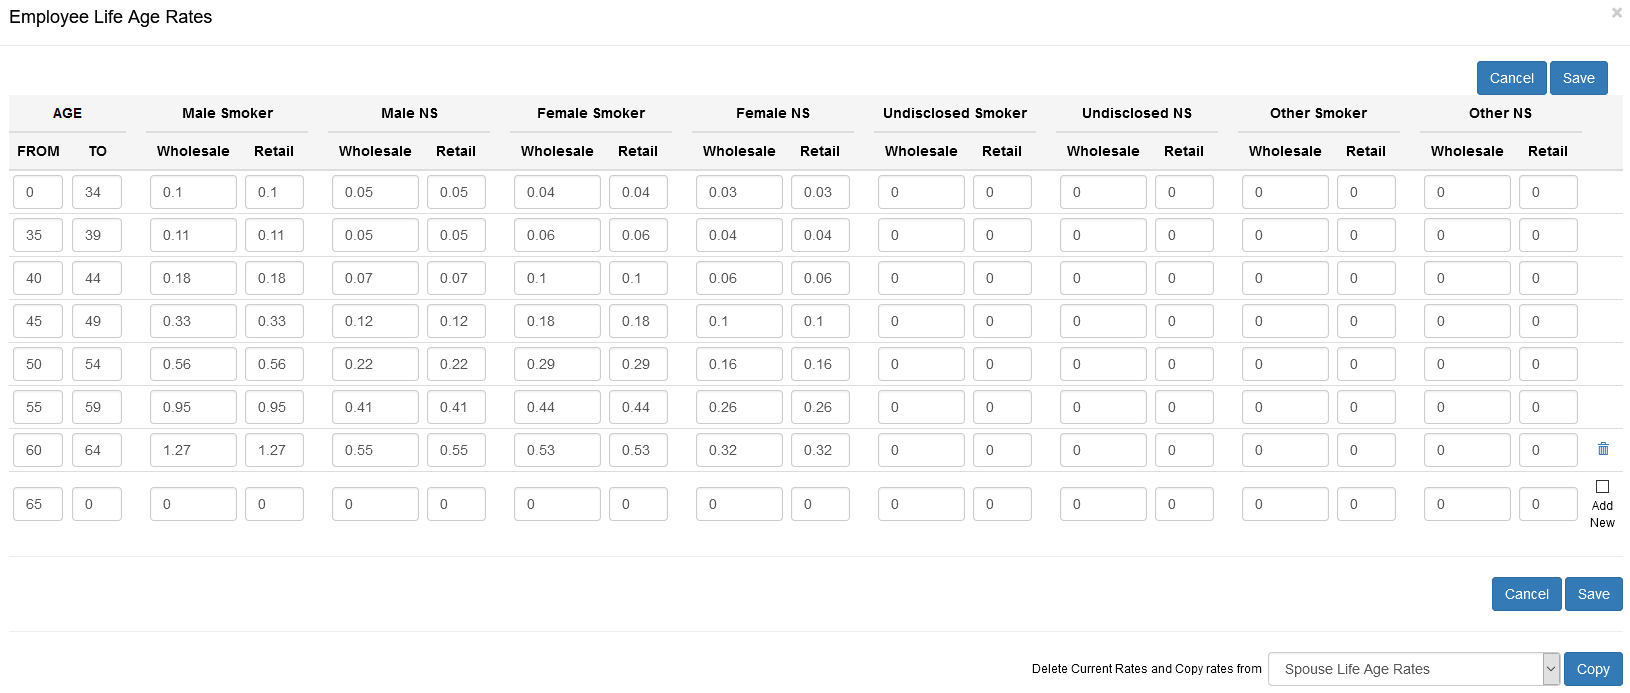 Employee Life Age Rates ×
Cancel Save
AGE Male Smoker Male NS Female Smoker Female NS Undisclosed Smoker Undisclosed NS Other Smoker Other NS
FROM TO Wholesale Retail Wholesale Retail Wholesale Retail Wholesale Retail Wholesale Retail Wholesale Retail Wholesale Retail Wholesale Retail
0 34 0.1 0.1 0.05 0.05 0.04 0.04 0.03 0.03 0 0 0 0 0 0 0 0
35 39 0.11 0.11 0.05 0.05 0.06 0.06 0.04 0.04 0 0 0 0 0 0 0 0
40 44 0.18 0.18 0.07 0.07 0.1 0.1 0.06 0.06 0 0 0 0 0 0 0 0
45 49 0.33 0.33 0.12 0.12 0.18 0.18 0.1 0.1 0 0 0 0 0 0 0 0
50 54 0.56 0.56 0.22 0.22 0.29 0.29 0.16 0.16 0 0 0 0 0 0 0 0
55 59 0.95 0.95 0.41 0.41 0.44 0.44 0.26 0.26 0 0 0 0 0 0 0 0
60 64 1.27 1.27 0.55 0.55 0.53 0.53 0.32 0.32 0 0 0 0 0 0 0 0
65 0 0 0 0 0 0 0 0 0 0 0 0 0 0 0 0 0
Add
New
Cancel Save
Delete Current Rates and Copy rates from Spouse Life Age Rates Copy